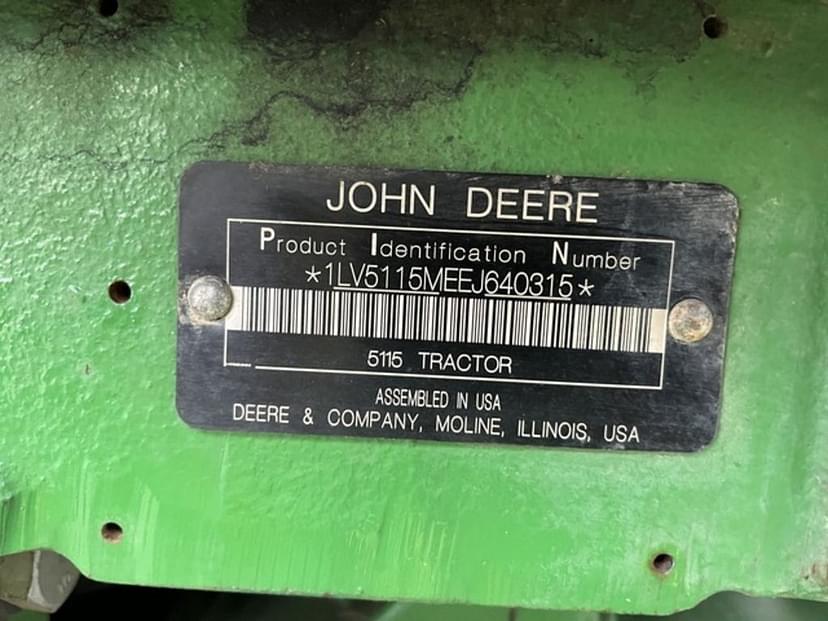 JOHN DEERE
Product Identification Number
*1LV5115MEEJ640315*
5115 TRACTOR
ASSEMBLED IN USA
DEERE & COMPANY, MOLINE, ILLINOIS, USA